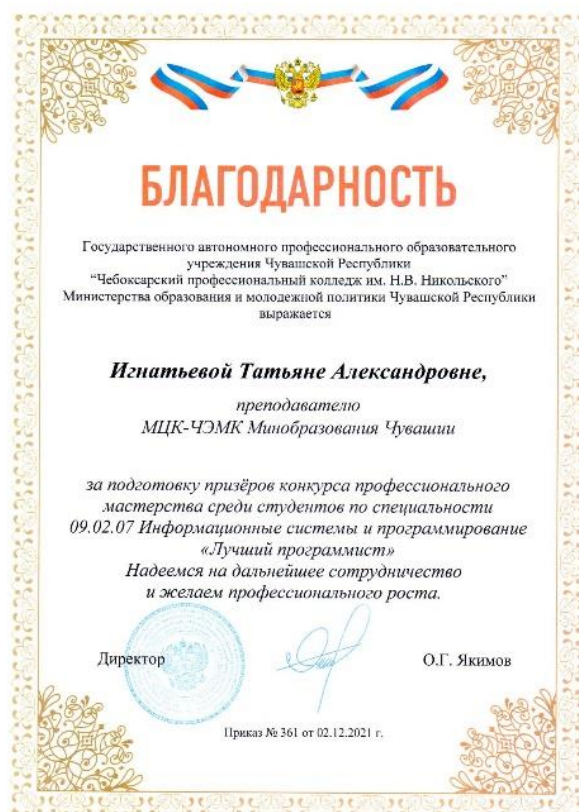 БЛАГОДАРНОСТЬ
Государственного автономного профессионального образовательного
учреждения Чувашской Республики
“Чебоксарский профессиональный колледж им. Н.В. Никольского”
Министерства образования и молодежной политики Чувашской Республики
выражается
Игнатьевой Татьяне Александровне,
преподавателю
МЦК-ЧЭМК Минобразования Чувашии
за подготовку призёров конкурса профессионального
мастерства среди студентов по специальности
09.02.07 Информационные системы и программирование
«Лучший программист»
Надеемся на дальнейшее сотрудничество
и желаем профессионального роста.
Директор О.Г. Якимов
Приказ № 361 от 02.12.2021 г.